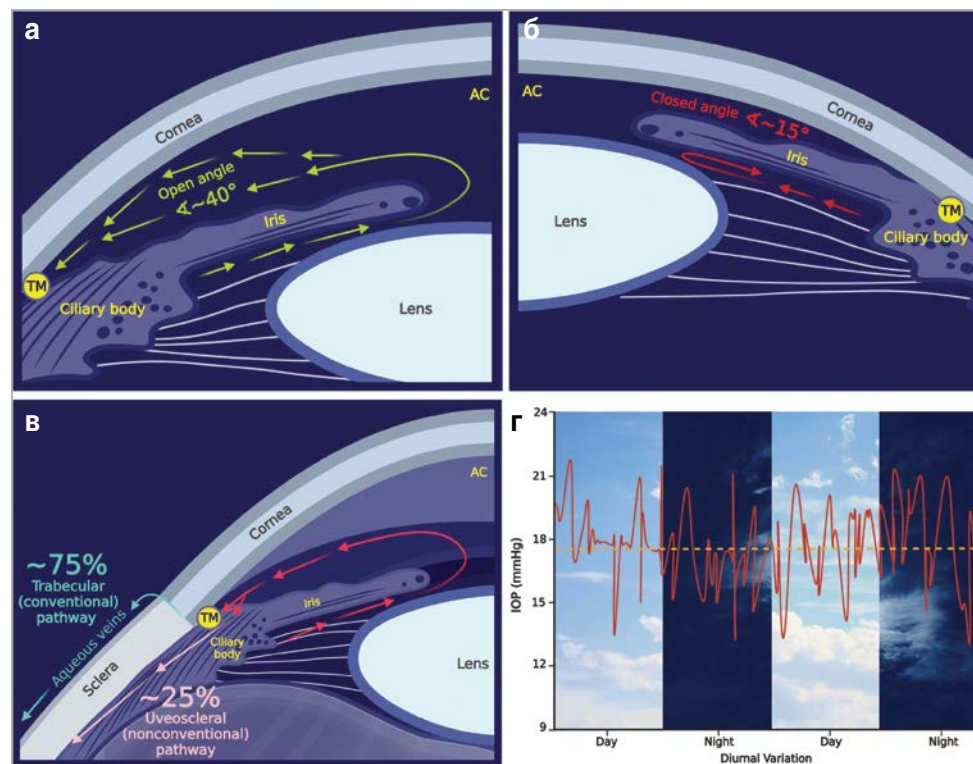 а
AC
Cornea
Open angle
∢~40°
Iris
TM
Ciliary body
Lens
б
AC
Closed angle ∢~15°
Cornea
Iris
TM
Ciliary body
Lens
в
AC
Cornea
~75%
Trabecular
(conventional)
pathway
Aqueous veins
Sclera
TM
Iris
Ciliary
body
Lens
~25%
Uveoscleral
(nonconventional)
pathway
г
24
21
18
15
12
9
IOP (mmHg)
Day
Night
Day
Night
Diurnal Variation